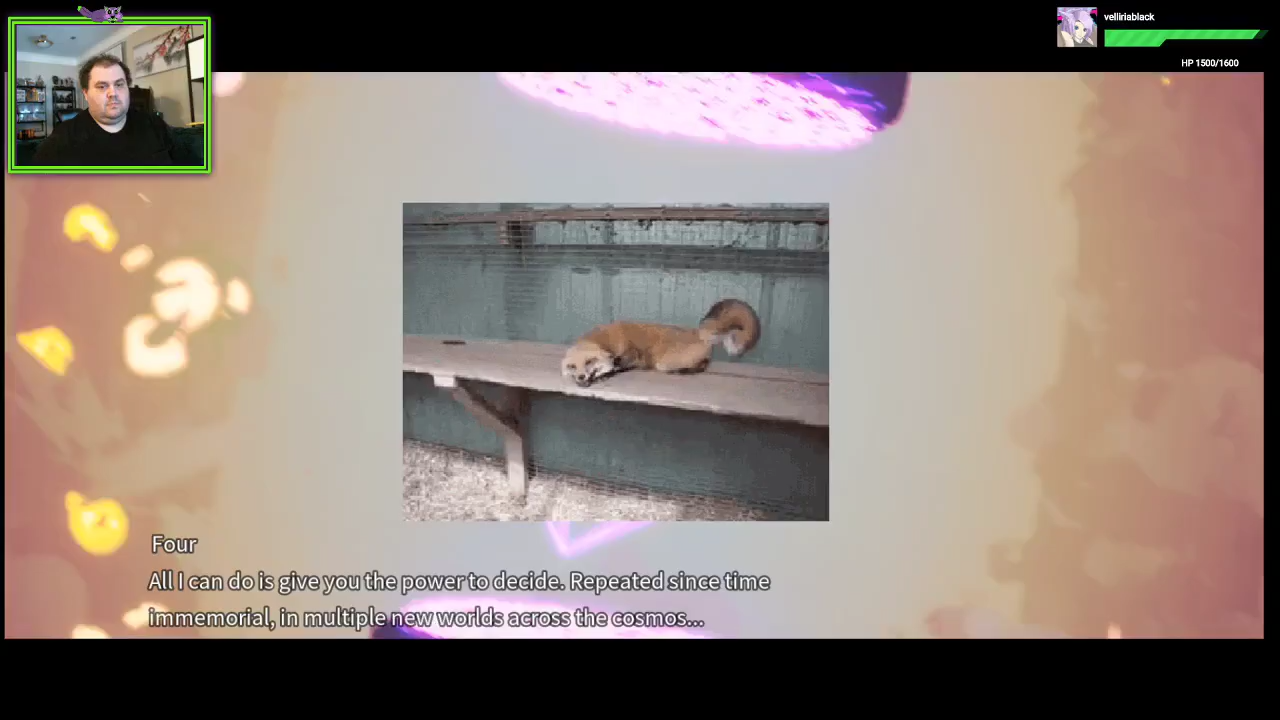 velliriablack
HP 1500/1600
Four
All I can do is give you the power to decide. Repeated since time
immemorial, in multiple new worlds across the cosmos...